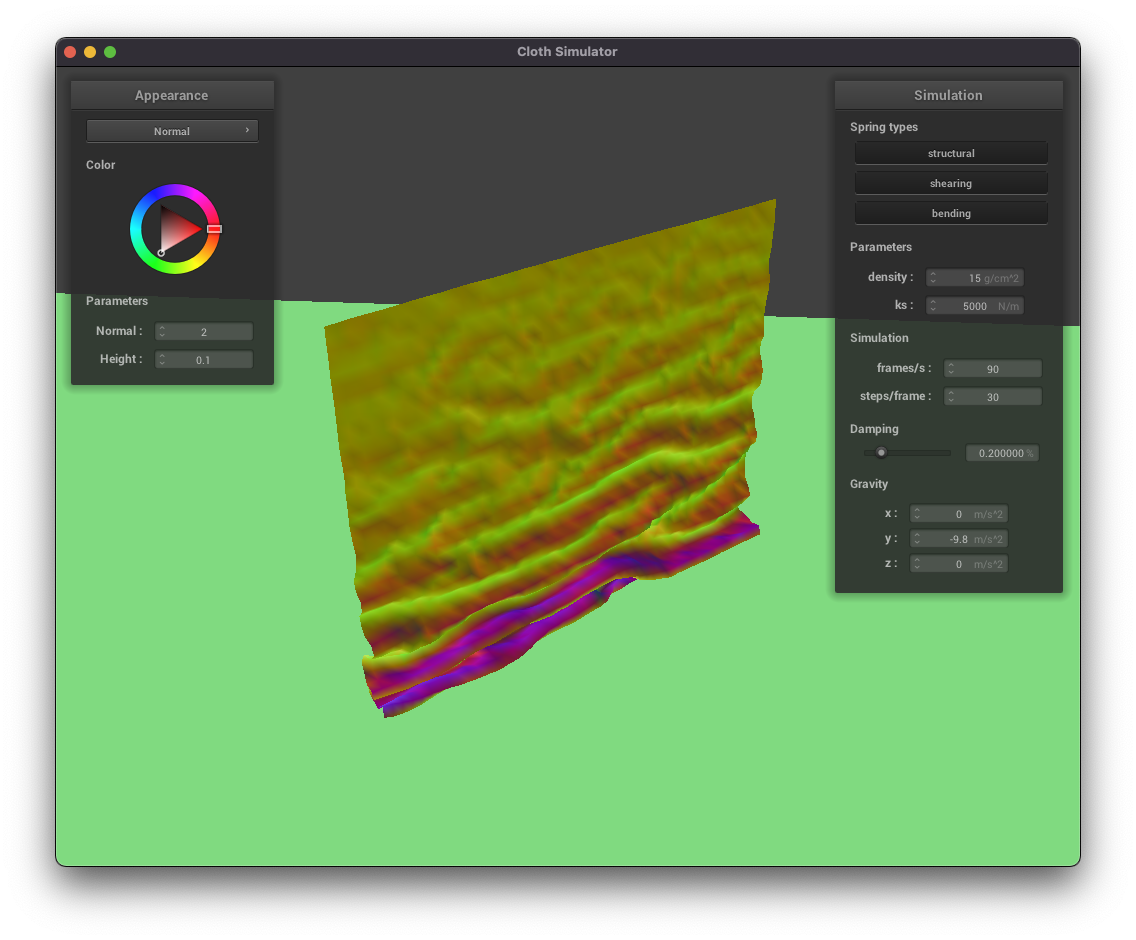 Cloth Simulator
Appearance
Normal ›
Color
Parameters
Normal : 2
Height : 0.1
Simulation
Spring types
structural
shearing
bending
Parameters
density : 15 g/cm^2
ks : 5000 N/m
Simulation
frames/s : 90
steps/frame : 30
Damping
0.200000 %
Gravity
x : 0 m/s^2
y : -9.8 m/s^2
z : 0 m/s^2